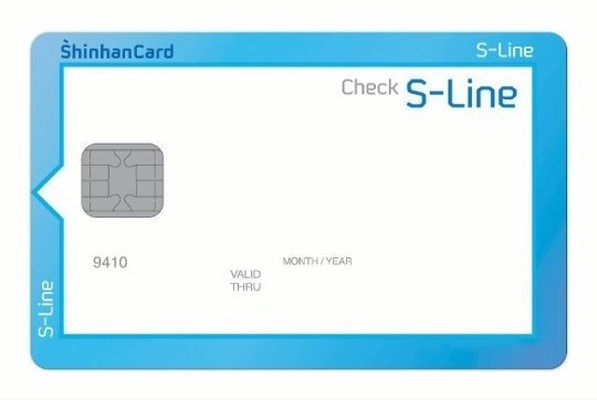 ShinhanCard
S-Line
Check S-Line
9410
MONTH / YEAR
VALID
THRU
S-Line